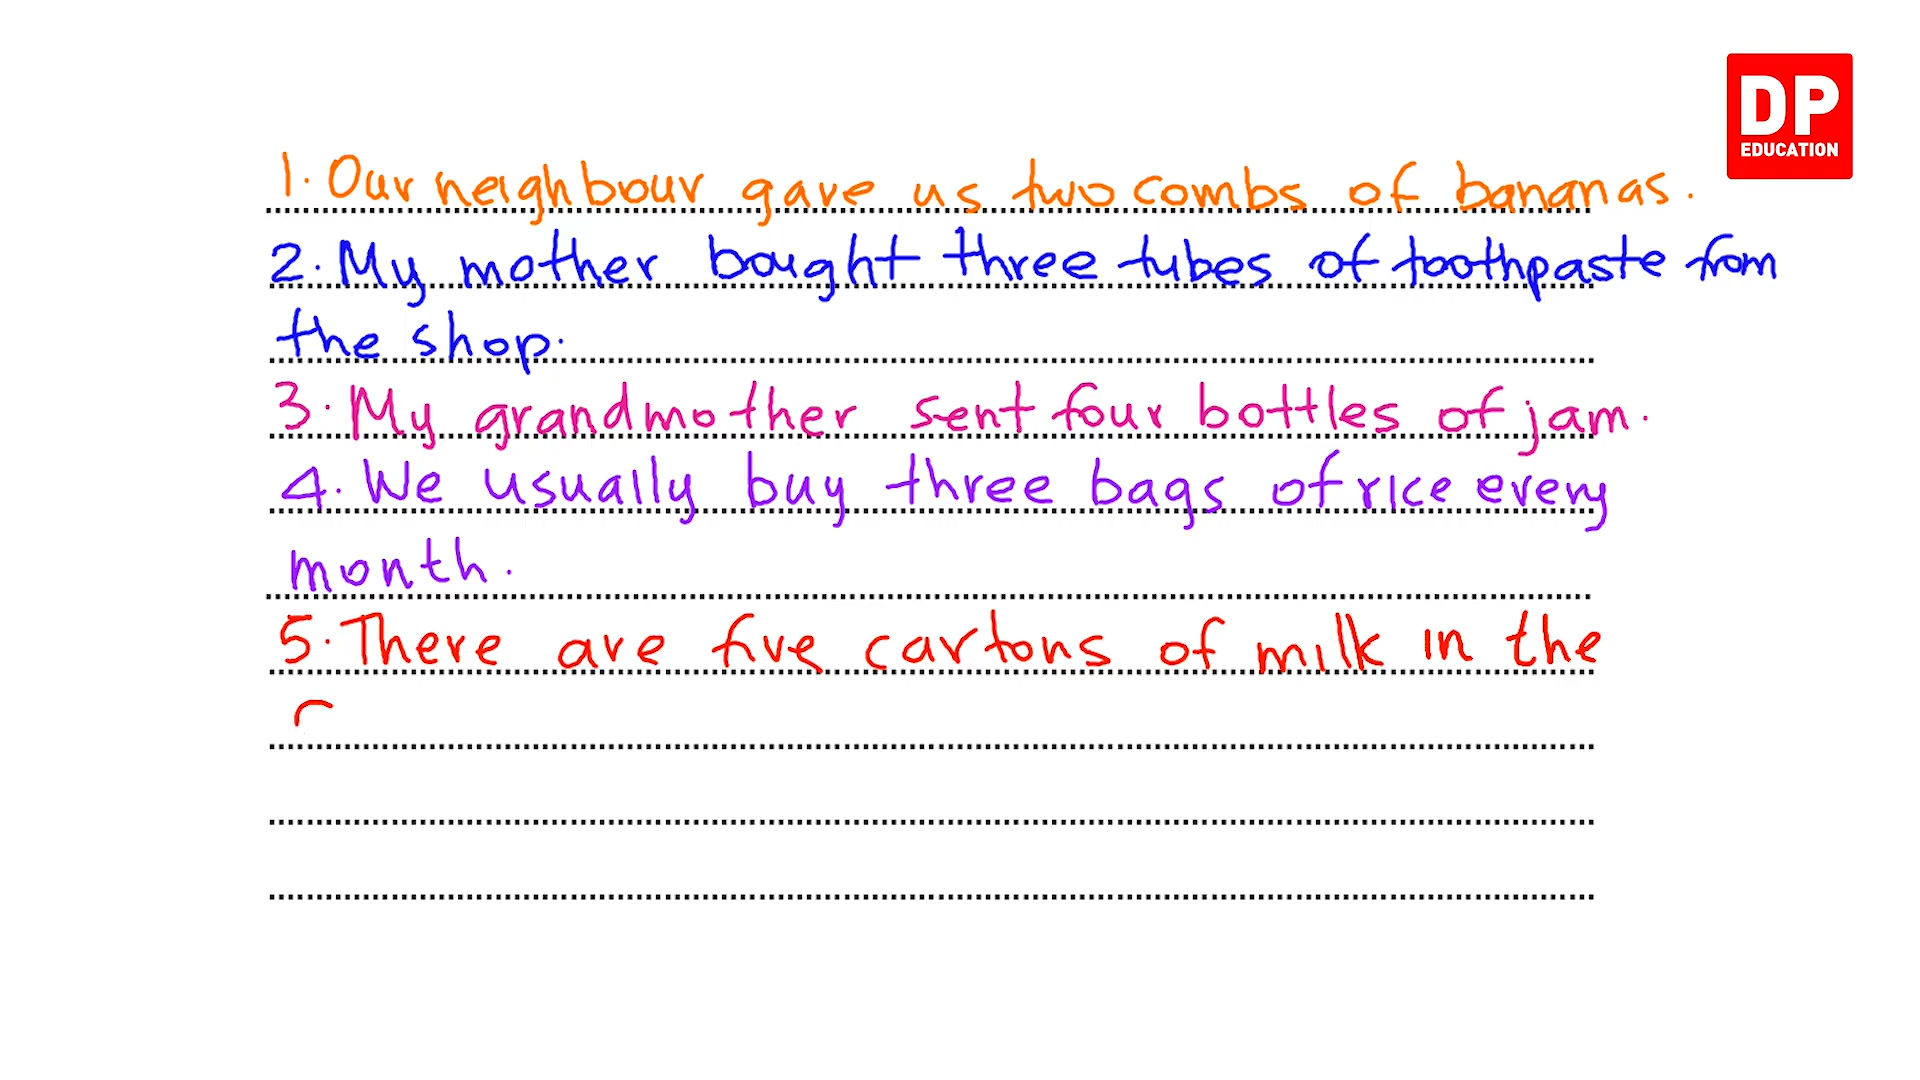 DP
EDUCATION
1. Our neighbour gave us two combs of bananas.
2. My mother bought three tubes of toothpaste from
the shop.
3. My grandmother sent four bottles of jam.
4. We usually buy three bags of rice every
month.
5. There are five cartons of milk in the